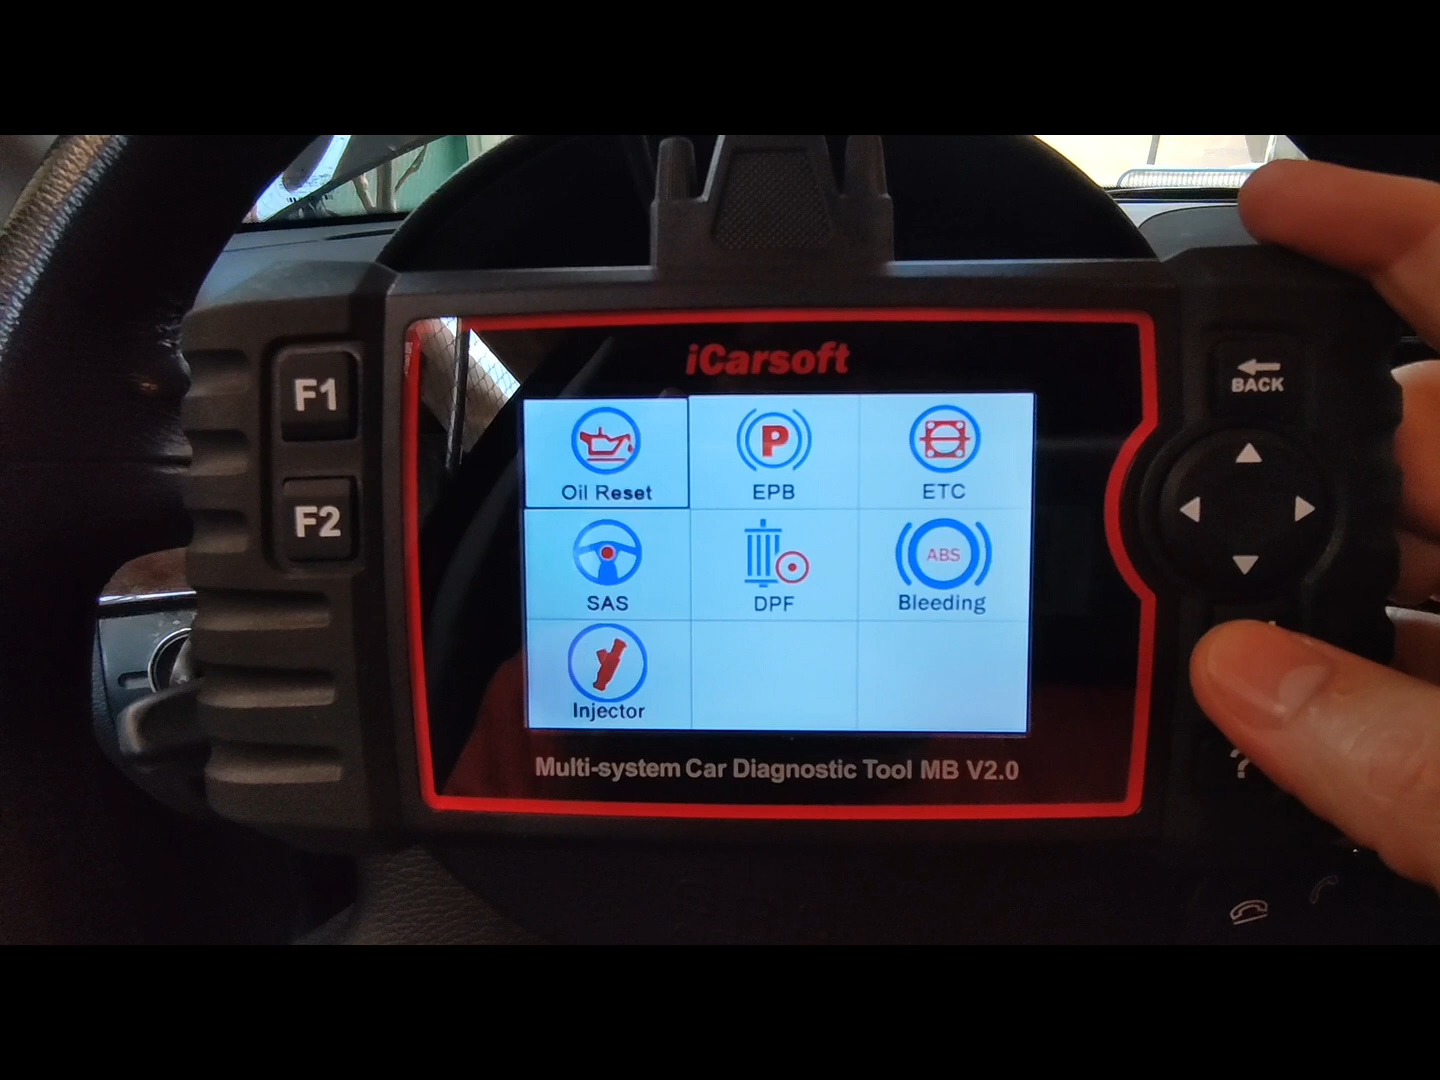 iCarsoft
F1
F2
BACK
Oil Reset
P
EPB
ETC
SAS
DPF
ABS
Bleeding
Injector
Multi-system Car Diagnostic Tool MB V2.0
?